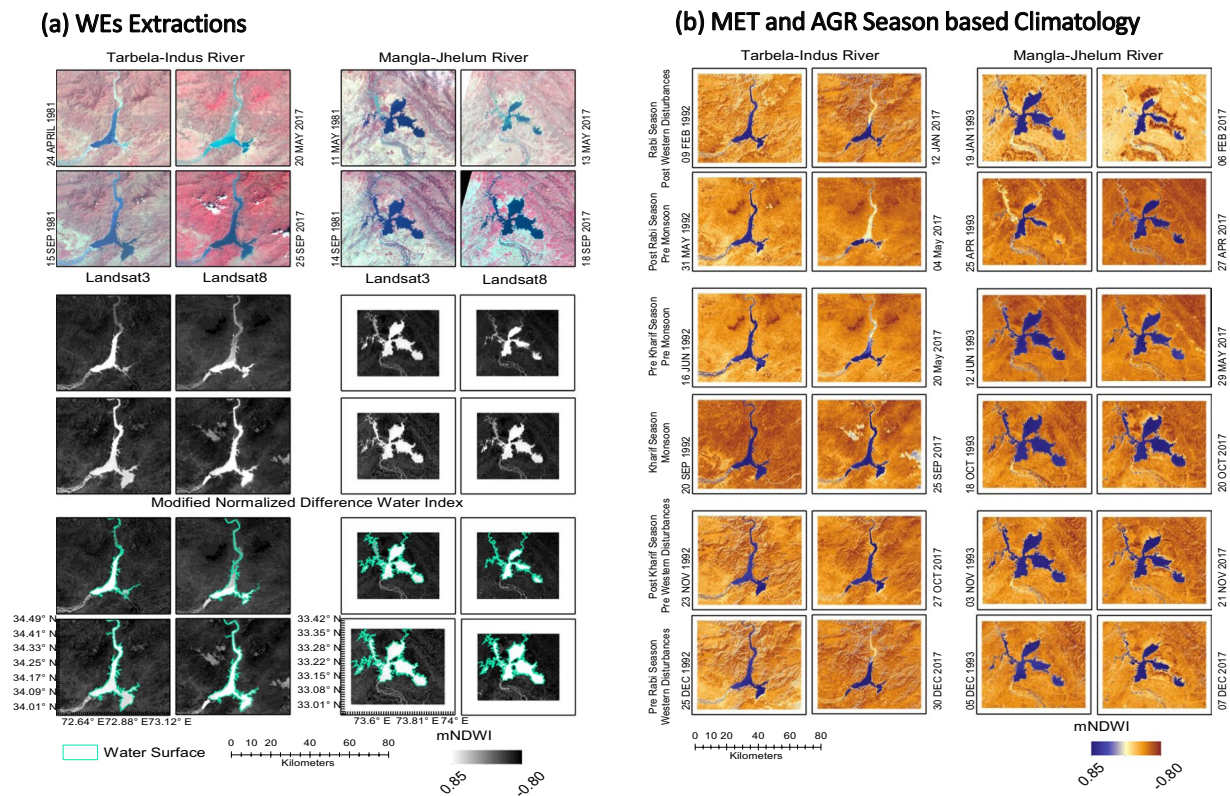 (a) WEs Extractions
Tarbela-Indus River
Mangla-Jhelum River
24 APRIL 1981
20 MAY 2017
11 MAY 1981
13 MAY 2017
15 SEP 1981
25 SEP 2017
14 SEP 1981
18 SEP 2017
Landsat3
Landsat8
Landsat3
Landsat8
Modified Normalized Difference Water Index
34.49° N
34.41° N
34.33° N
34.25° N
34.17° N
34.09° N
34.01° N
72.64° E
72.88° E
73.12° E
33.42° N
33.35° N
33.28° N
33.22° N
33.15° N
33.08° N
33.01° N
73.6° E
73.81° E
74° E
Water Surface
0 10 20 40 60 80
Kilometers
mNDWI
0.85
-0.80
(b) MET and AGR Season based Climatology
Tarbela-Indus River
Mangla-Jhelum River
Rabi Season
Post Western Disturbances
09 FEB 1992
12 JAN 2017
19 JAN 1993
06 FEB 2017
Post Rabi Season
Pre Monsoon
31 MAY 1992
04 May 2017
25 APR 1993
27 APR 2017
Pre Kharif Season
Pre Monsoon
16 JUN 1992
20 May 2017
12 JUN 1993
29 MAY 2017
Kharif Season
Monsoon
20 SEP 1992
25 SEP 2017
18 OCT 1993
20 OCT 2017
Post Kharif Season
Pre Western Disturbances
23 NOV 1992
27 OCT 2017
03 NOV 1993
21 NOV 2017
Pre Rabi Season
Western Disturbances
25 DEC 1992
30 DEC 2017
05 DEC 1993
07 DEC 2017
0 10 20 40 60 80
Kilometers
mNDWI
0.85
-0.80